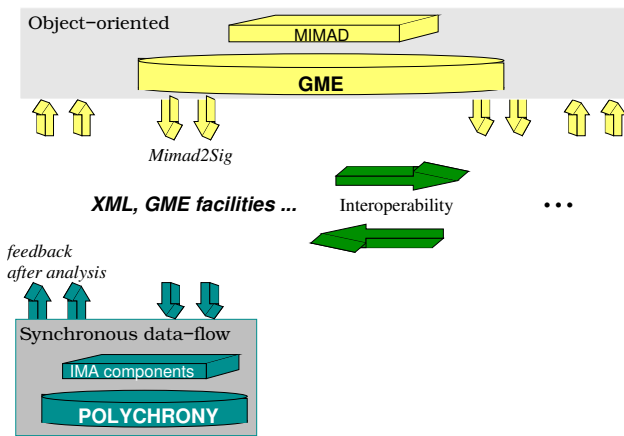 Object−oriented
MIMAD
GME
Mimad2Sig
XML, GME facilities ...
Interoperability
...
feedback
after analysis
Synchronous data−flow
IMA components
POLYCHRONY